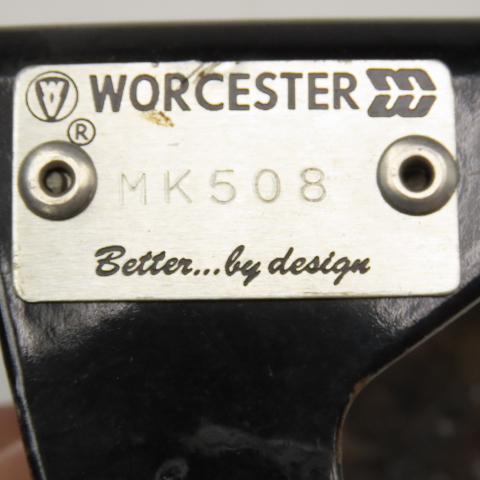 WORCESTER
®
MK508
Better...by design